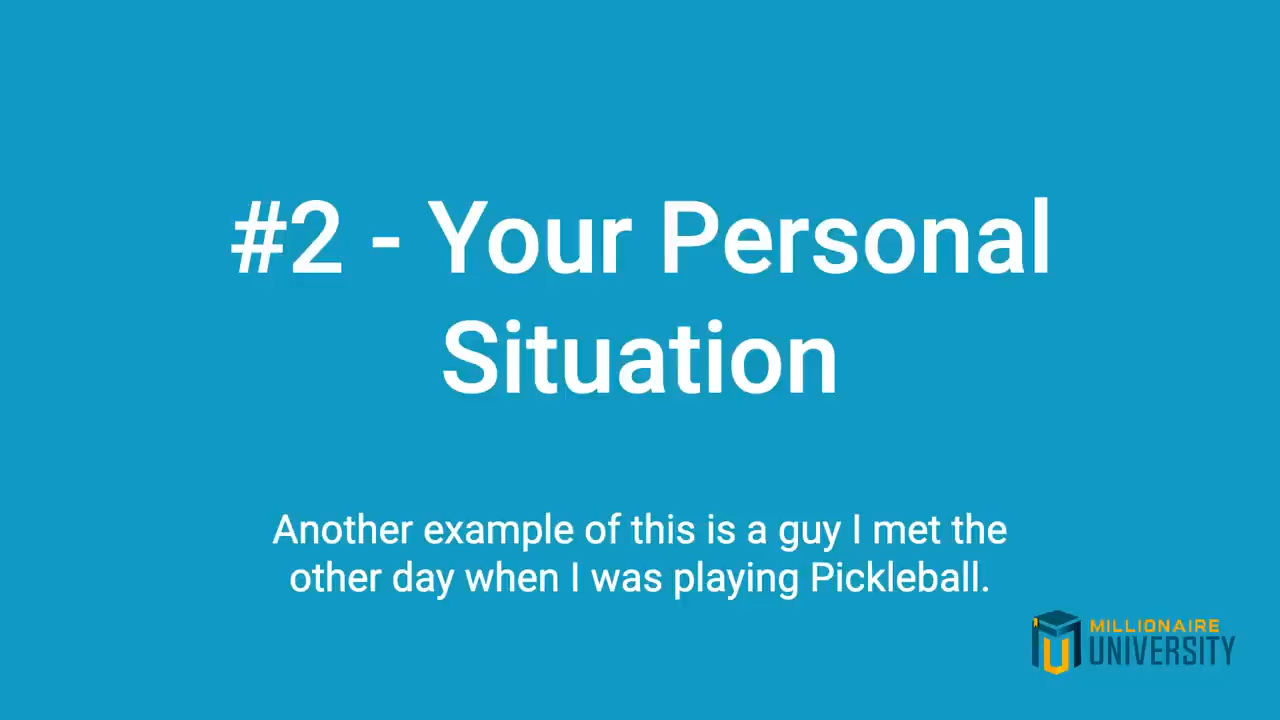 #2 - Your Personal
Situation
Another example of this is a guy I met the
other day when I was playing Pickleball.
MILLIONAIRE
UNIVERSITY